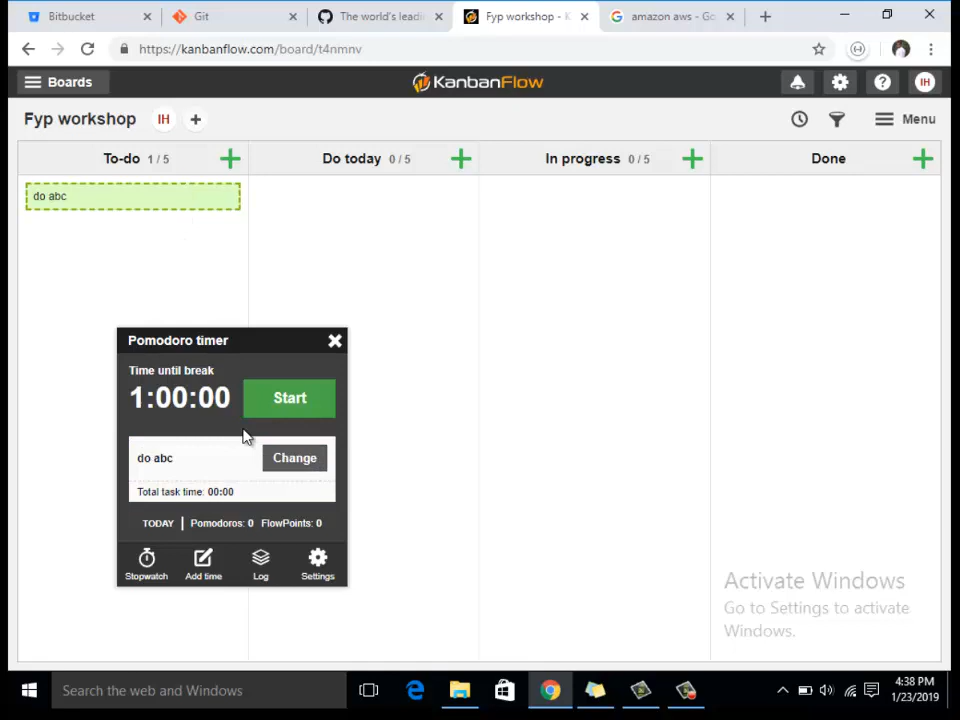 Bitbucket
Git
The world's leadi
Fyp workshop - K
amazon aws - Go
https://kanbanflow.com/board/t4nmnv
Boards
KanbanFlow
IH
Fyp workshop IH
Menu
To-do 1 / 5
Do today 0 / 5
In progress 0 / 5
Done
do abc
Pomodoro timer
Time until break
1:00:00
Start
do abc
Change
Total task time: 00:00
TODAY Pomodoros: 0 FlowPoints: 0
Stopwatch Add time Log Settings
Activate Windows
Go to Settings to activate
Windows.
Search the web and Windows
4:38 PM
1/23/2019